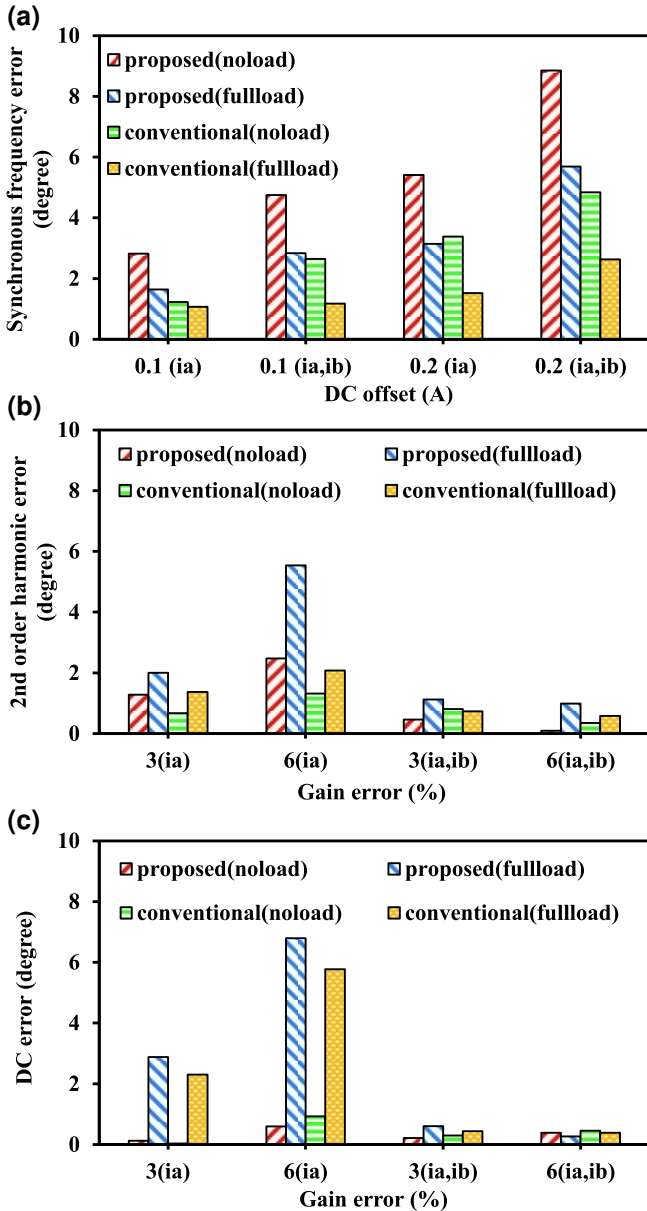 (a)
10
8
6
4
2
0
Synchronous frequency error
(degree)
proposed(noload)
proposed(fullload)
conventional(noload)
conventional(fullload)
0.1 (ia) 0.1 (ia,ib) 0.2 (ia) 0.2 (ia,ib)
DC offset (A)
(b)
10
8
6
4
2
0
2nd order harmonic error
(degree)
proposed(noload) proposed(fullload)
conventional(noload) conventional(fullload)
3(ia) 6(ia) 3(ia,ib) 6(ia,ib)
Gain error (%)
(c)
10
8
6
4
2
0
DC error (degree)
proposed(noload) proposed(fullload)
conventional(noload) conventional(fullload)
3(ia) 6(ia) 3(ia,ib) 6(ia,ib)
Gain error (%)